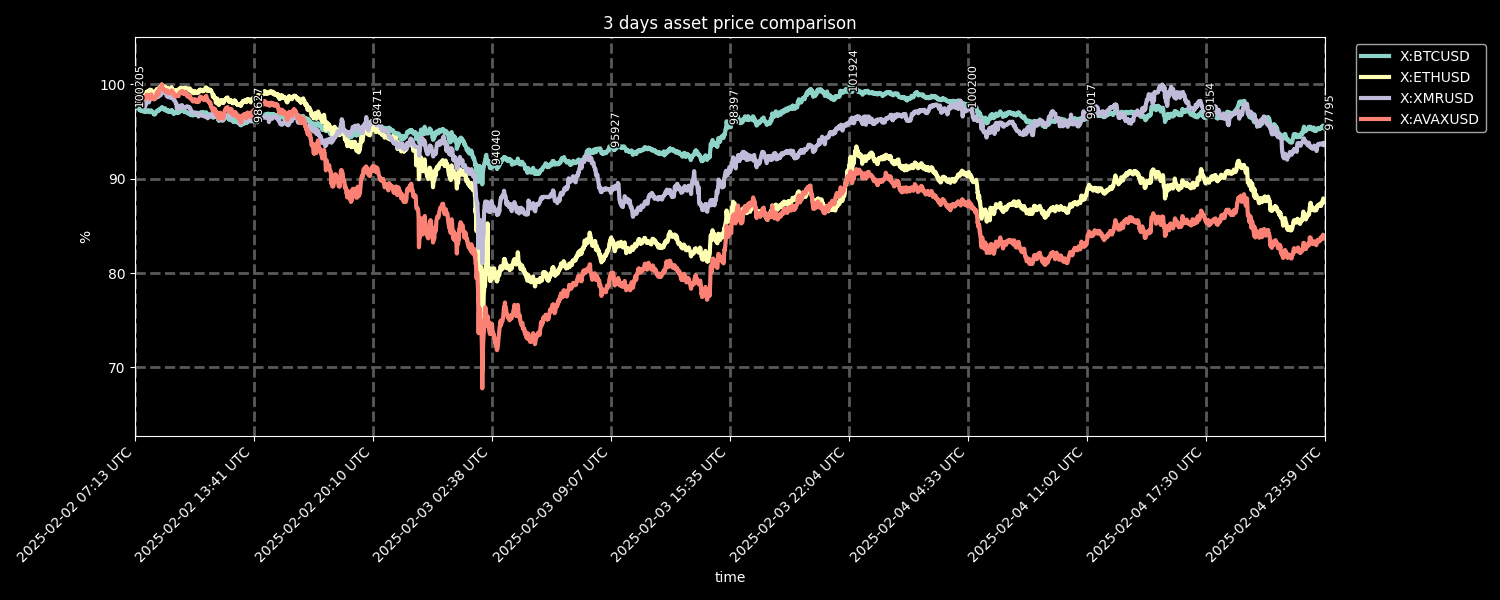 3 days asset price comparison
100
90
80
70
%
100205
98627
98471
94040
95927
98397
101924
100200
99017
99154
97795
2025-02-02 07:13 UTC
2025-02-02 13:41 UTC
2025-02-02 20:10 UTC
2025-02-03 02:38 UTC
2025-02-03 09:07 UTC
2025-02-03 15:35 UTC
2025-02-03 22:04 UTC
2025-02-04 04:33 UTC
2025-02-04 11:02 UTC
2025-02-04 17:30 UTC
2025-02-04 23:59 UTC
time
X:BTCUSD
X:ETHUSD
X:XMRUSD
X:AVAXUSD